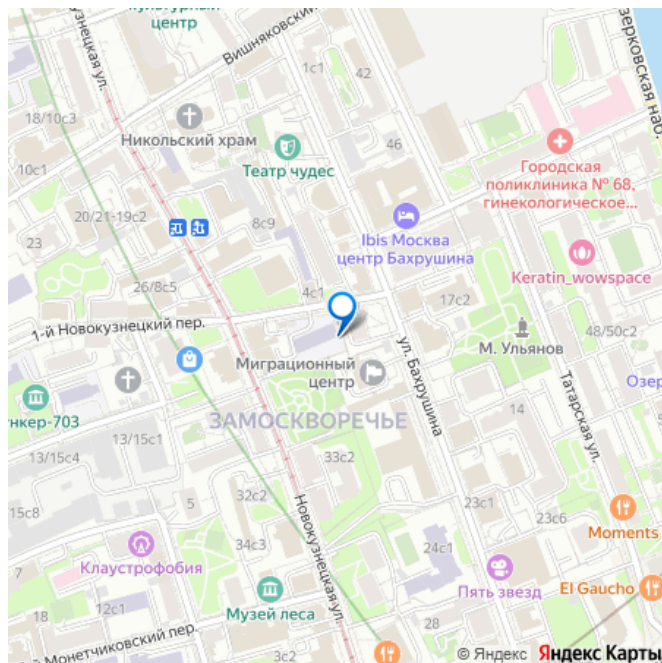 культурный
центр
Новокузнецкая ул.
Вишняковский
зерковская наб.
1с1
42
18/10с3
Никольский храм
46
Театр чудес
Городская
поликлиника № 68,
гинекологическое...
10с1
20/21-19с2
8с9
23
Ibis Москва
центр Бахрушина
Keratin_wowspace
26/8с5
4с1
17с2
1-й Новокузнецкий пер.
48/50с2
М. Ульянов
ул. Бахрушина
Миграционный
центр
Татарская ул.
Озер
нкер-703
ЗАМОСКВОРЕЧЬЕ
14
13/15с1
13/15с4
33с2
32с2
5
23с1
15с8
Новокузнецкая ул.
23с6
Moments
34с3
24с1
Клаустрофобия
7
Пять звезд
El Gaucho
18
12с1
Музей леса
й Монетчиковский пер.
3с2
28
© Яндекс Яндекс Карты